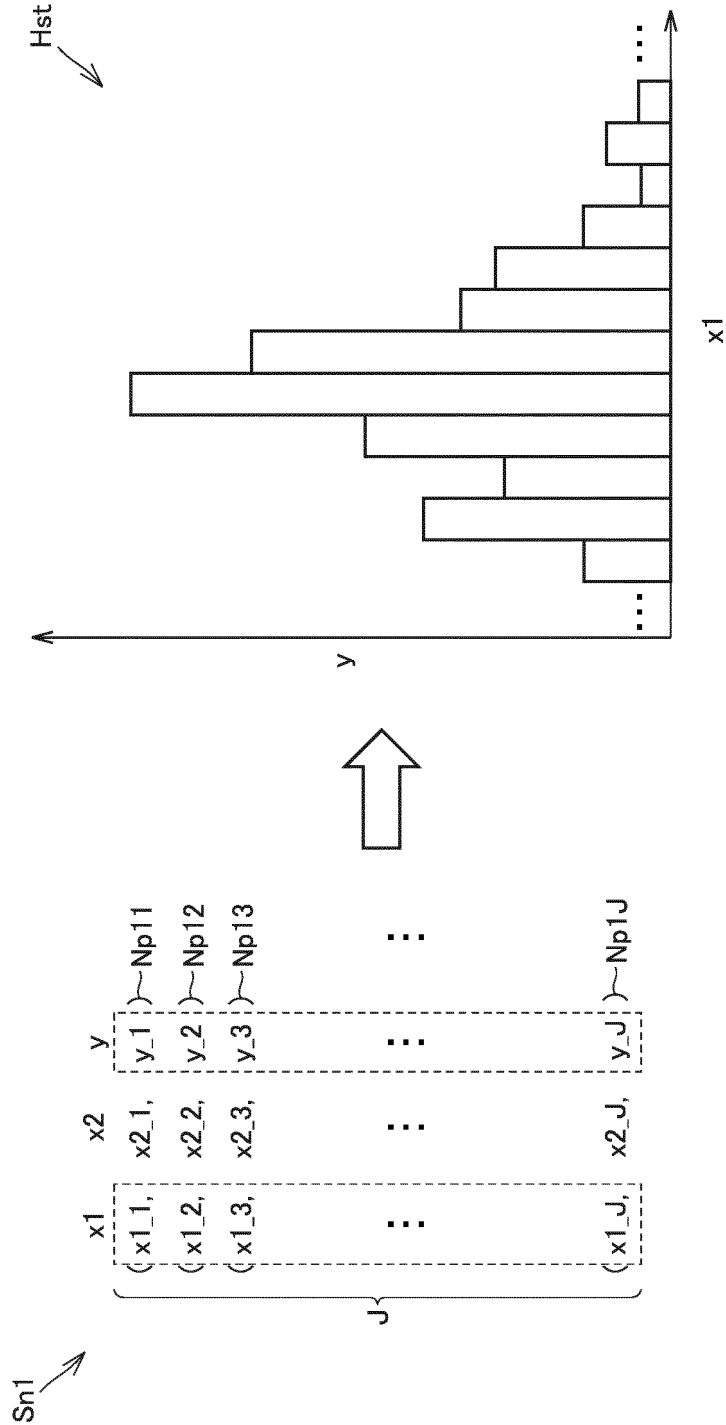 Sn1
x1 x2 y
(x1_1, x2_1, y_1) Np11
(x1_2, x2_2, y_2) Np12
(x1_3, x2_3, y_3) Np13
... ... ... ...
(x1_J, x2_J, y_J) Np1J
J
Hst
y
... ...
x1